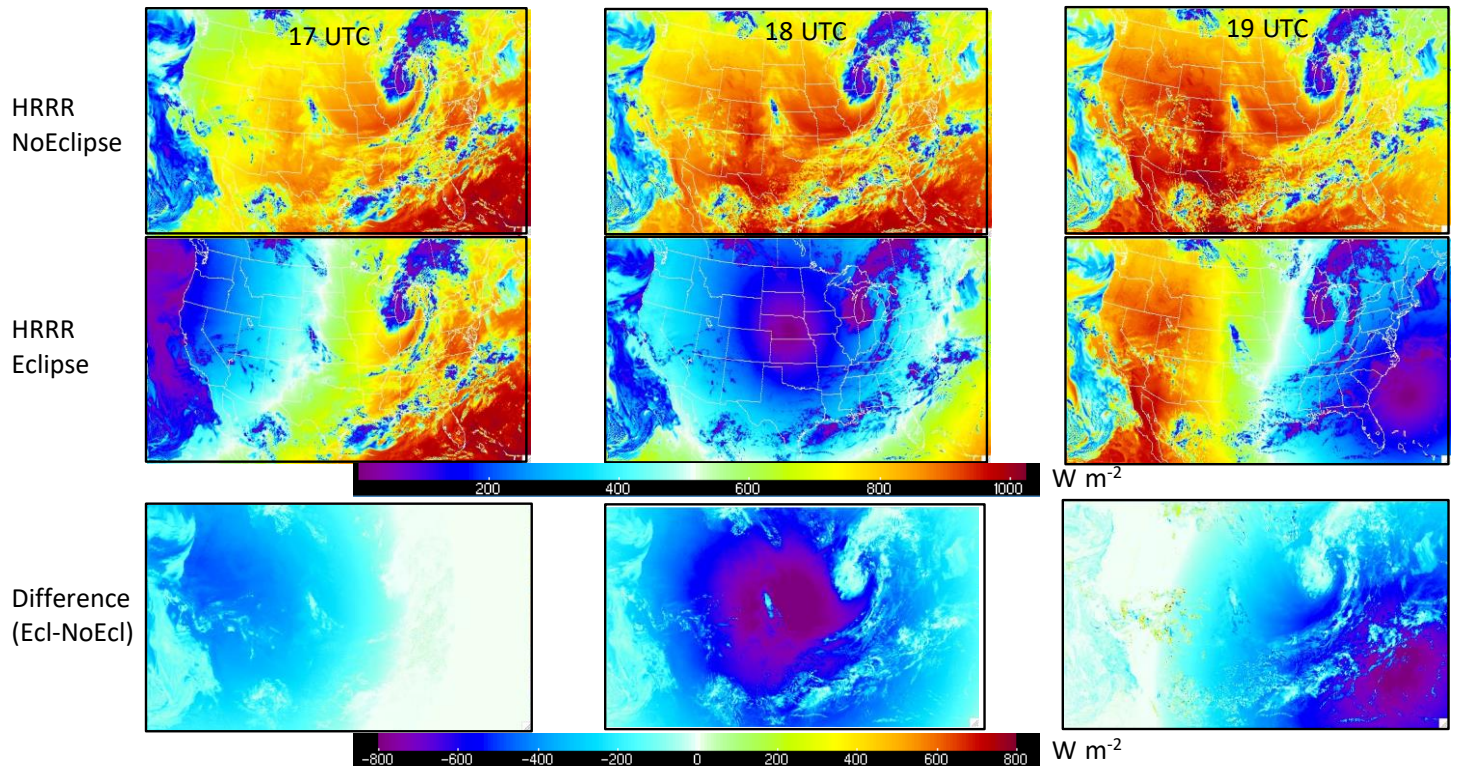 17 UTC
18 UTC
19 UTC
HRRR
NoEclipse
HRRR
Eclipse
200 400 600 800 1000
W m-2
Difference
(Ecl-NoEcl)
-800 -600 -400 -200 0 200 400 600 800
W m-2